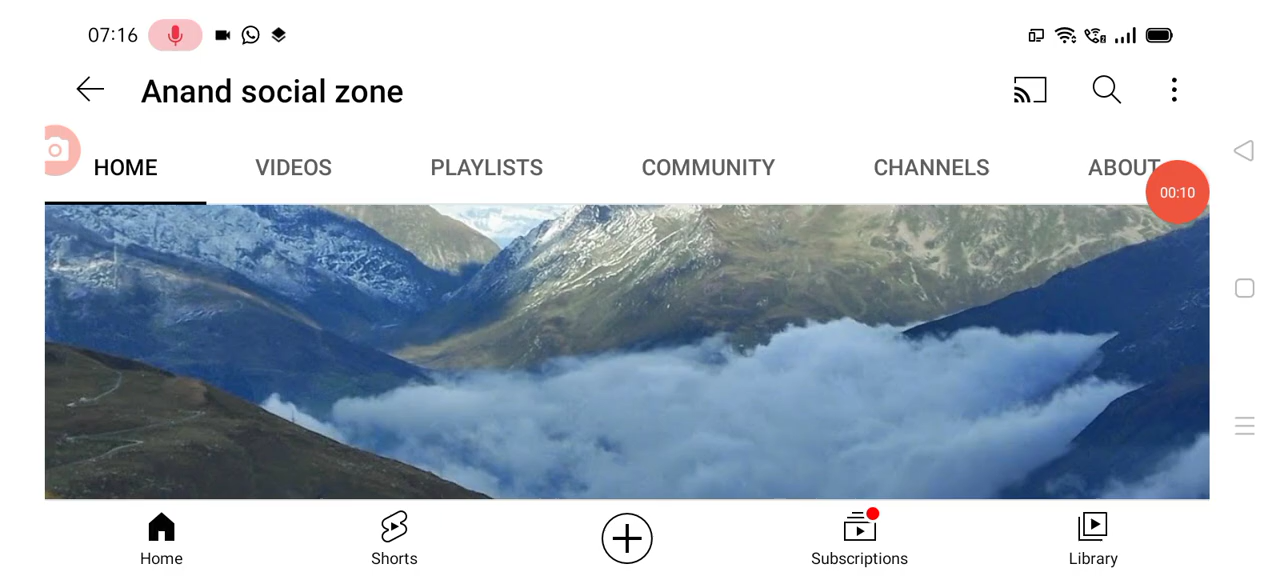 07:16
Anand social zone
HOME VIDEOS PLAYLISTS COMMUNITY CHANNELS ABOUT
00:10
Home Shorts Subscriptions Library